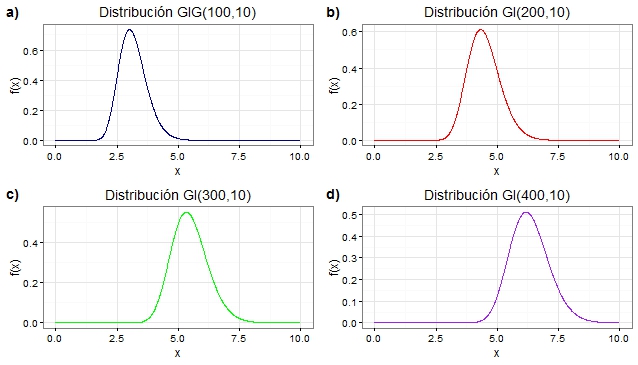 a) Distribución GIG(100,10)
f(x)
0.6
0.4
0.2
0.0
0.0 2.5 5.0 7.5 10.0
x
b) Distribución GI(200,10)
f(x)
0.6
0.4
0.2
0.0
0.0 2.5 5.0 7.5 10.0
x
c) Distribución GI(300,10)
f(x)
0.4
0.2
0.0
0.0 2.5 5.0 7.5 10.0
x
d) Distribución GI(400,10)
f(x)
0.5
0.4
0.3
0.2
0.1
0.0
0.0 2.5 5.0 7.5 10.0
x